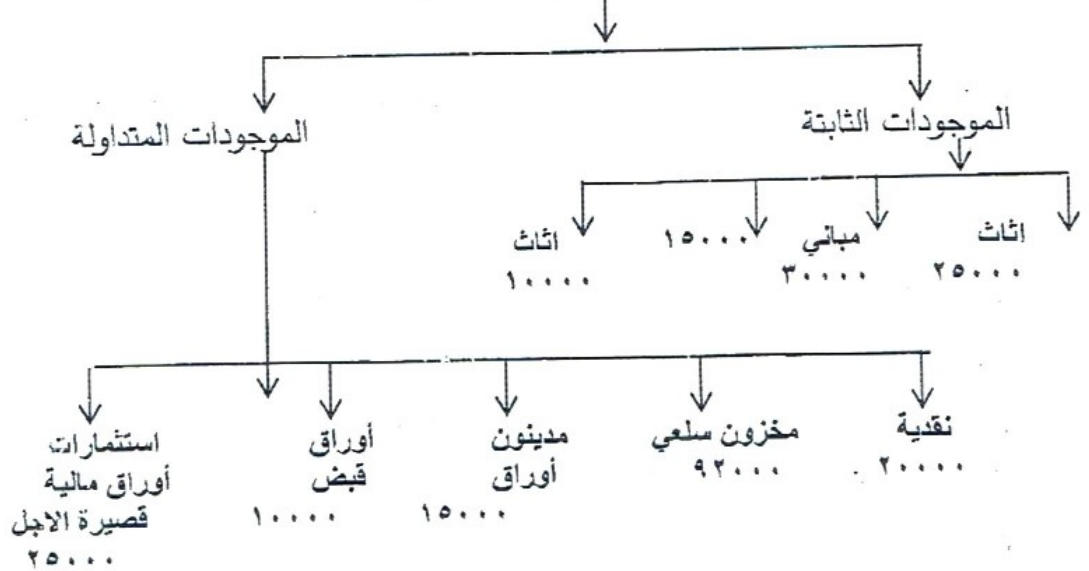 الموجودات الثابتة
الموجودات المتداولة
اثاث
٢٥٠٠٠
مباني
٣٠٠٠٠
١٥٠٠٠
اثاث
١٠٠٠٠
نقدية
٢٠٠٠٠
مخزون سلعي
٩٢٠٠٠
مدينون
أوراق
١٥٠٠٠
أوراق
قبض
١٠٠٠٠
استثمارات
أوراق مالية
قصيرة الاجل
٢٥٠٠٠